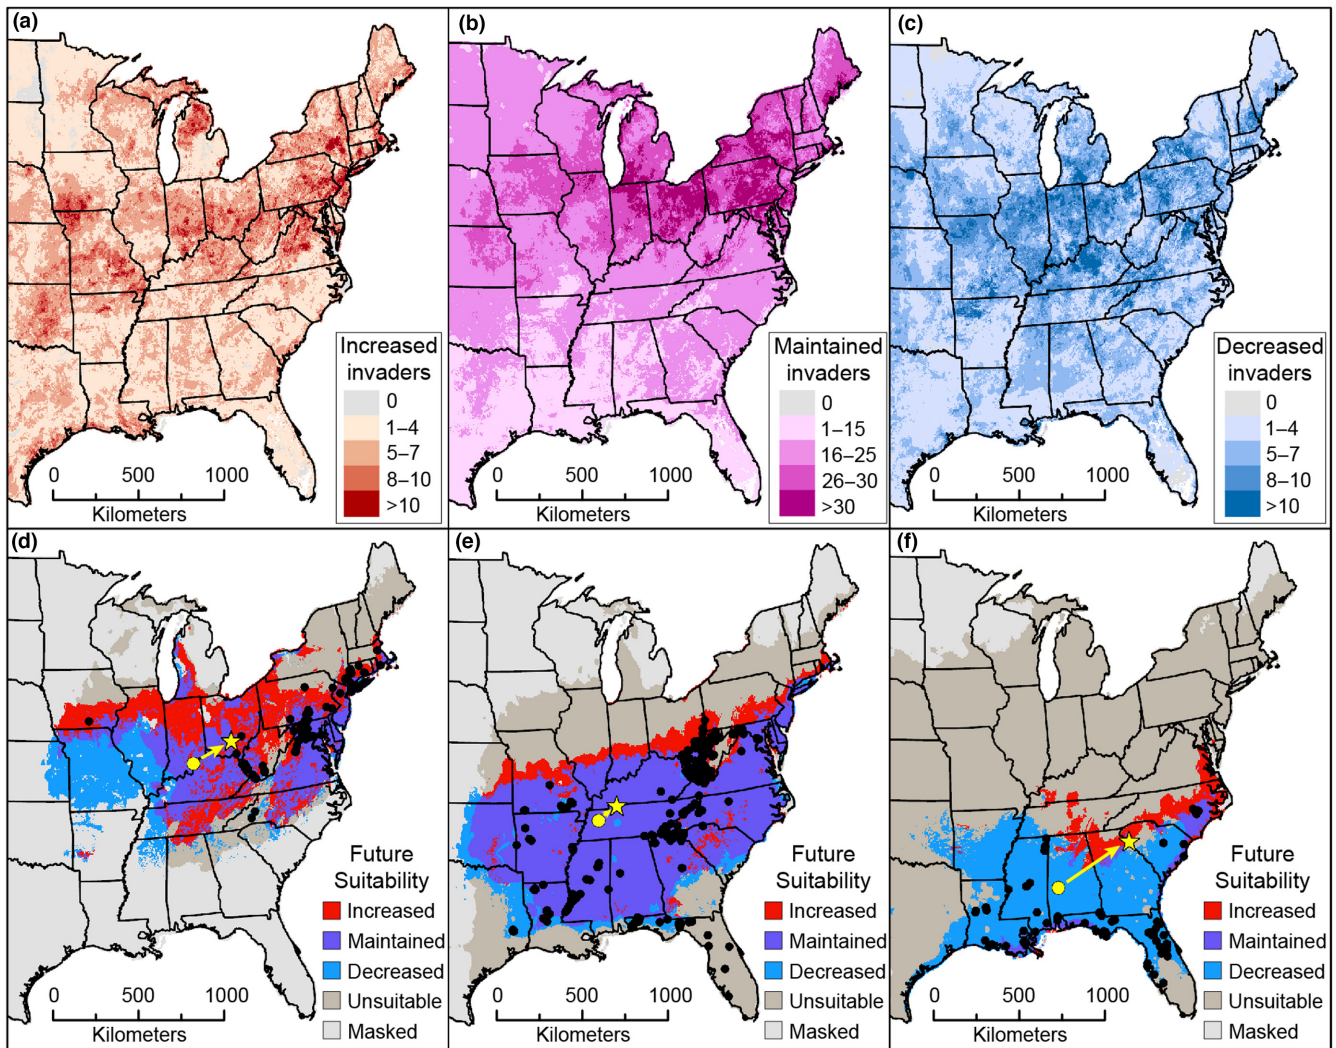 (a)
Increased
invaders
0
1–4
5–7
8–10
>10
0 500 1000
Kilometers
(b)
Maintained
invaders
0
1–15
16–25
26–30
>30
0 500 1000
Kilometers
(c)
Decreased
invaders
0
1–4
5–7
8–10
>10
0 500 1000
Kilometers
(d)
Future
Suitability
Increased
Maintained
Decreased
Unsuitable
Masked
0 500 1000
Kilometers
(e)
Future
Suitability
Increased
Maintained
Decreased
Unsuitable
Masked
0 500 1000
Kilometers
(f)
Future
Suitability
Increased
Maintained
Decreased
Unsuitable
Masked
0 500 1000
Kilometers